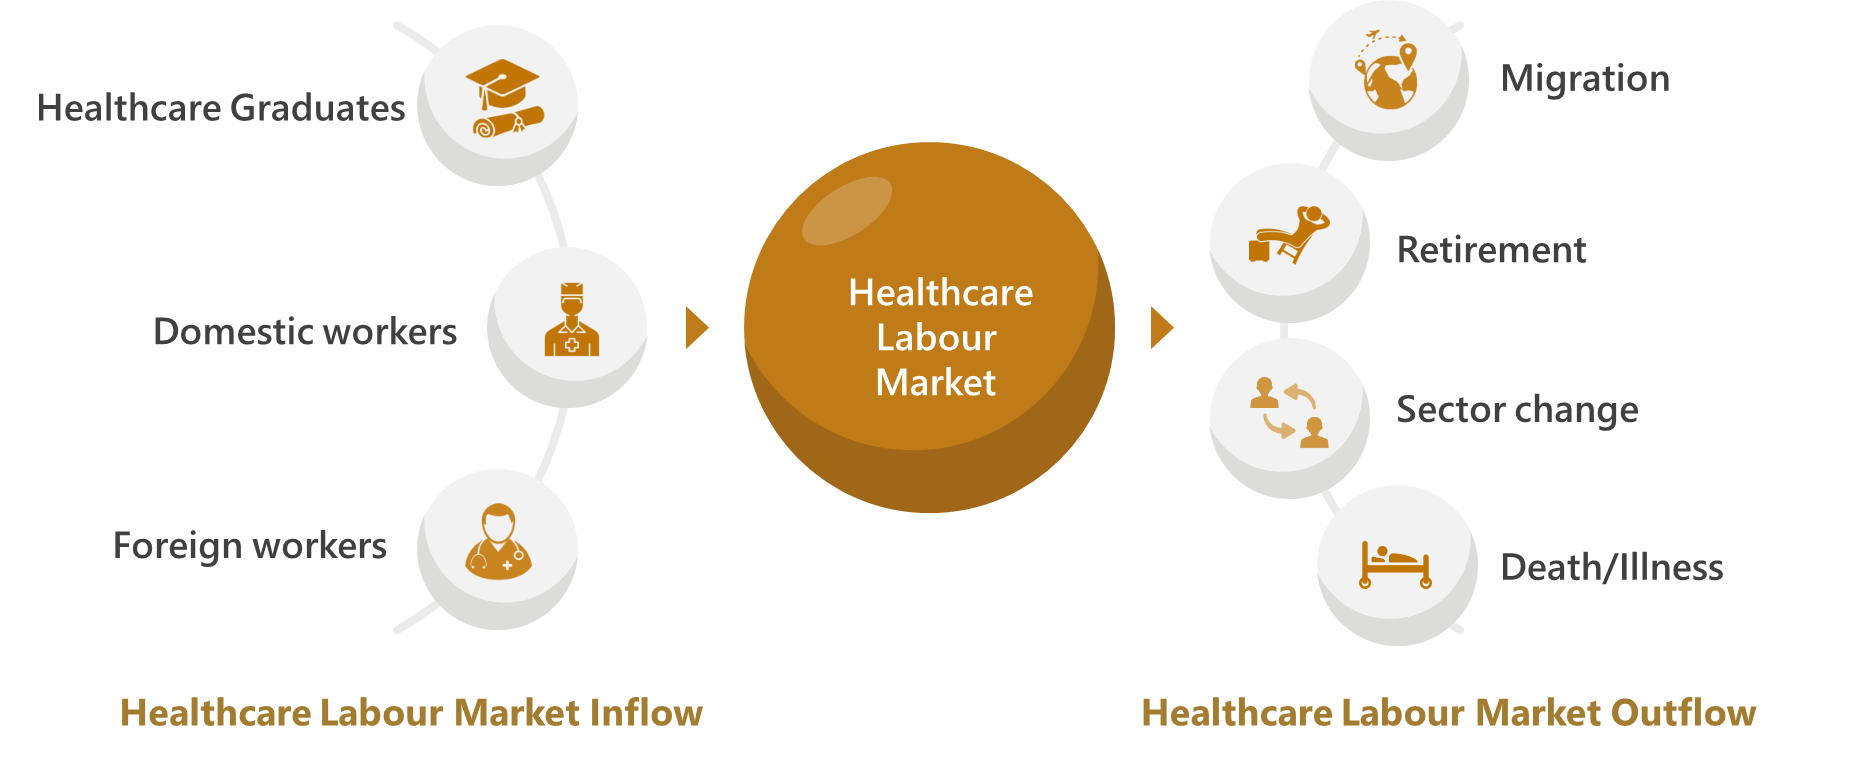 Healthcare Graduates
Domestic workers
Foreign workers
Healthcare Labour Market Inflow
Healthcare
Labour
Market
Migration
Retirement
Sector change
Death/Illness
Healthcare Labour Market Outflow